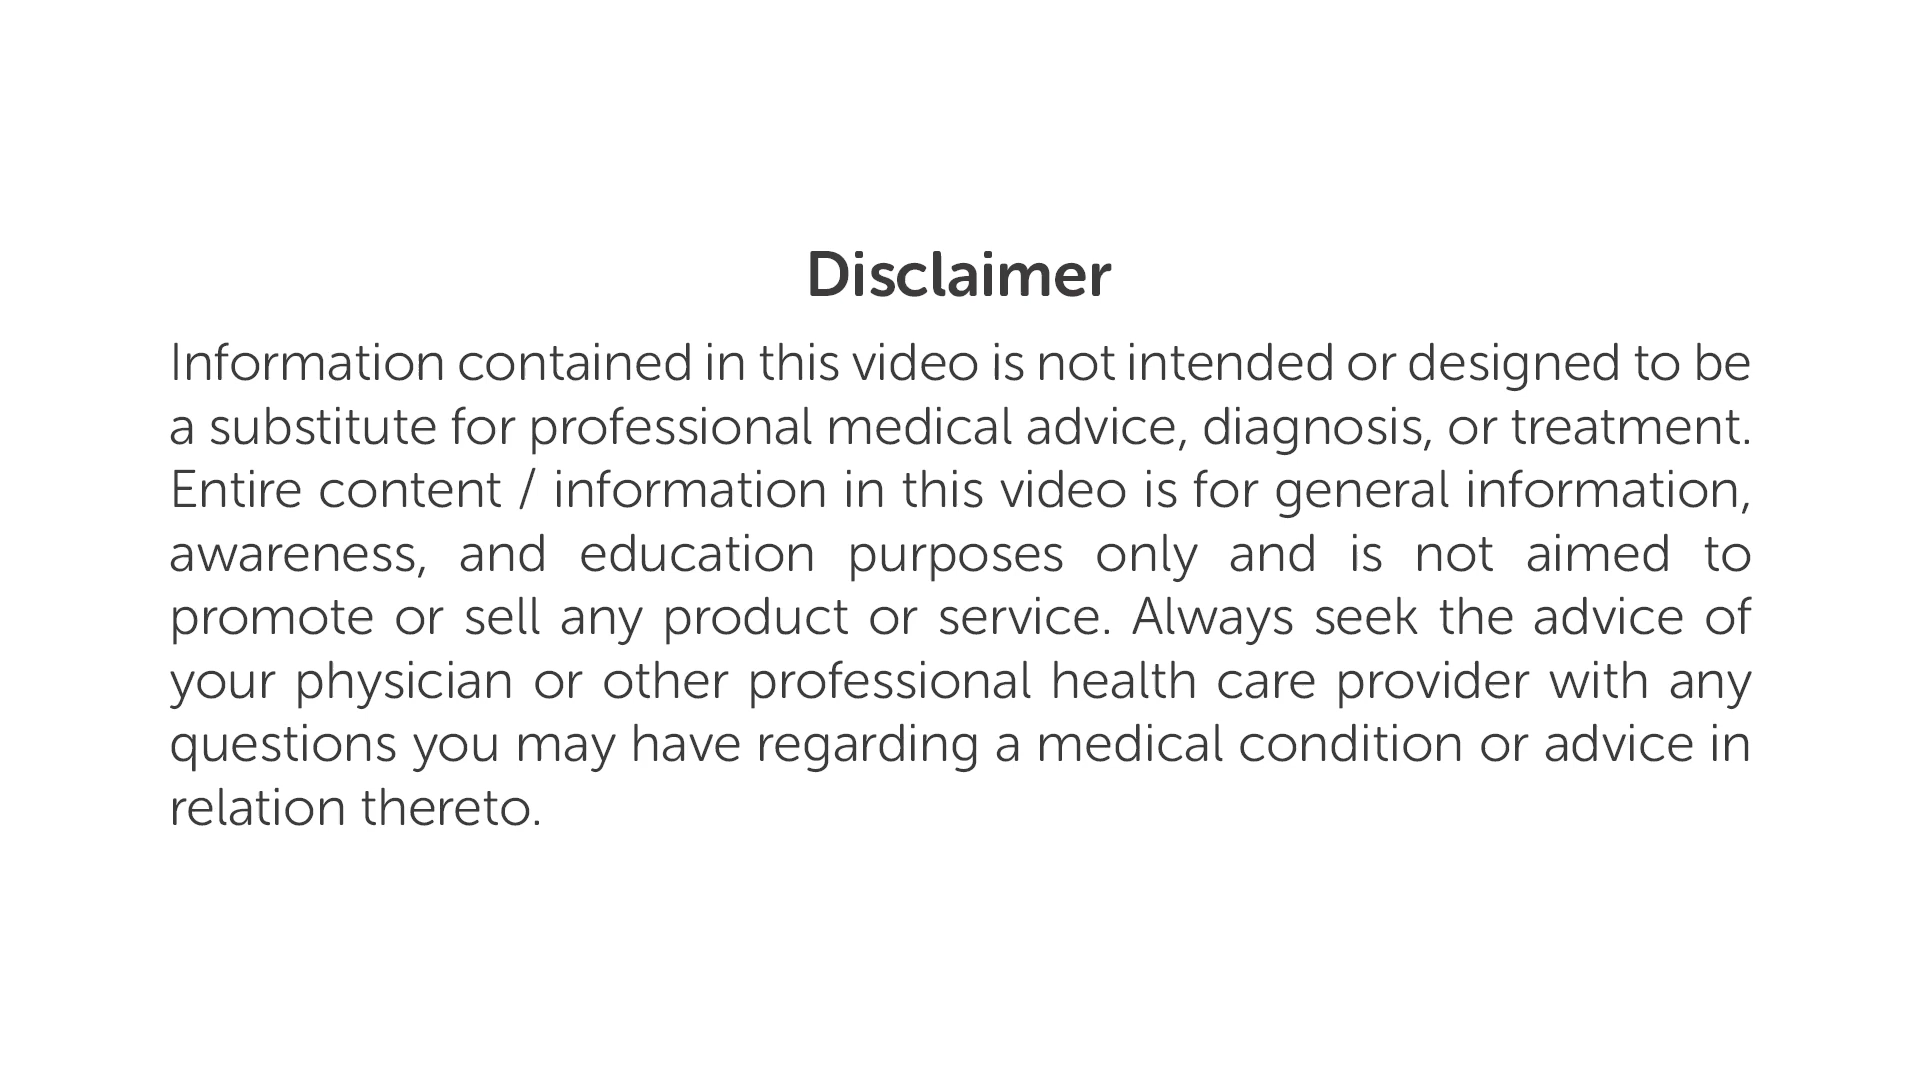 Disclaimer
Information contained in this video is not intended or designed to be
a substitute for professional medical advice, diagnosis, or treatment.
Entire content / information in this video is for general information,
awareness, and education purposes only and is not aimed to
promote or sell any product or service. Always seek the advice of
your physician or other professional health care provider with any
questions you may have regarding a medical condition or advice in
relation thereto.